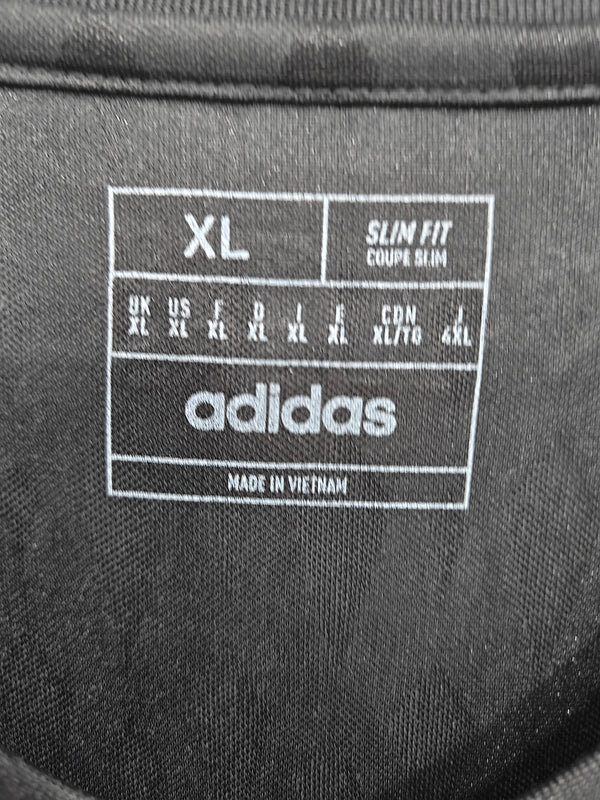 XL
SLIM FIT
COUPE SLIM
UK US F D I E CDN J
XL XL XL XL XL XL XL/TG 4XL
adidas
MADE IN VIETNAM